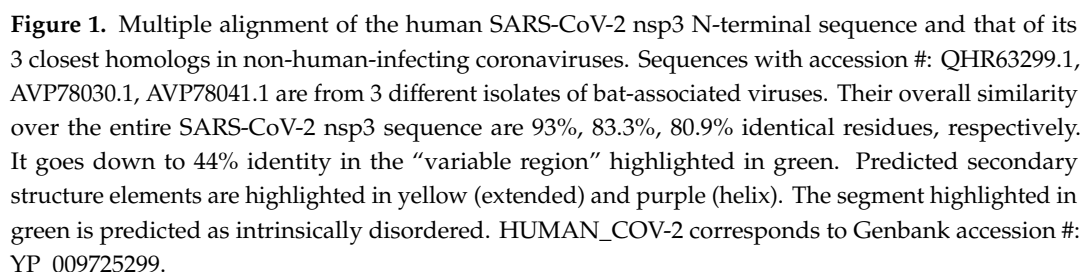 Figure 1. Multiple alignment of the human SARS-CoV-2 nsp3 N-terminal sequence and that of its
3 closest homologs in non-human-infecting coronaviruses. Sequences with accession #: QHR63299.1,
AVP78030.1, AVP78041.1 are from 3 different isolates of bat-associated viruses. Their overall similarity
over the entire SARS-CoV-2 nsp3 sequence are 93%, 83.3%, 80.9% identical residues, respectively.
It goes down to 44% identity in the “variable region” highlighted in green. Predicted secondary
structure elements are highlighted in yellow (extended) and purple (helix). The segment highlighted in
green is predicted as intrinsically disordered. HUMAN_COV-2 corresponds to Genbank accession #:
YP_009725299.